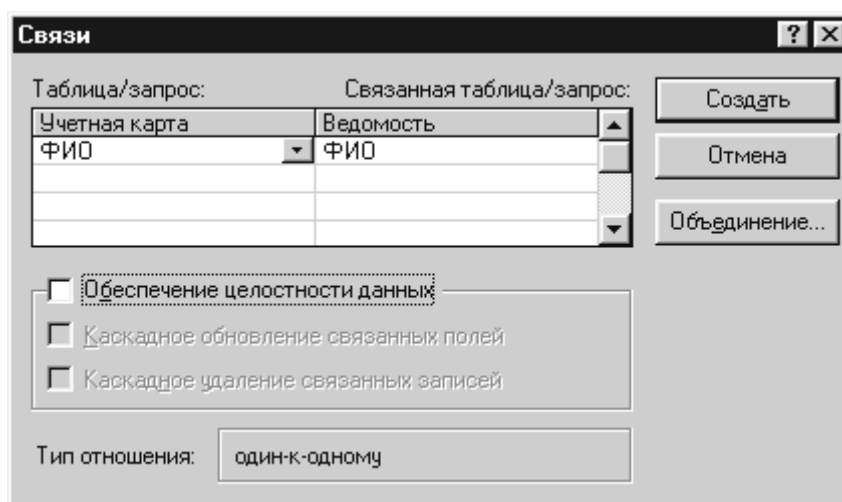 Связи
Таблица/запрос: Связанная таблица/запрос:
Учетная карта Ведомость
ФИО ФИО
Создать
Отмена
Объединение...
Обеспечение целостности данных
Каскадное обновление связанных полей
Каскадное удаление связанных записей
Тип отношения: один-к-одному